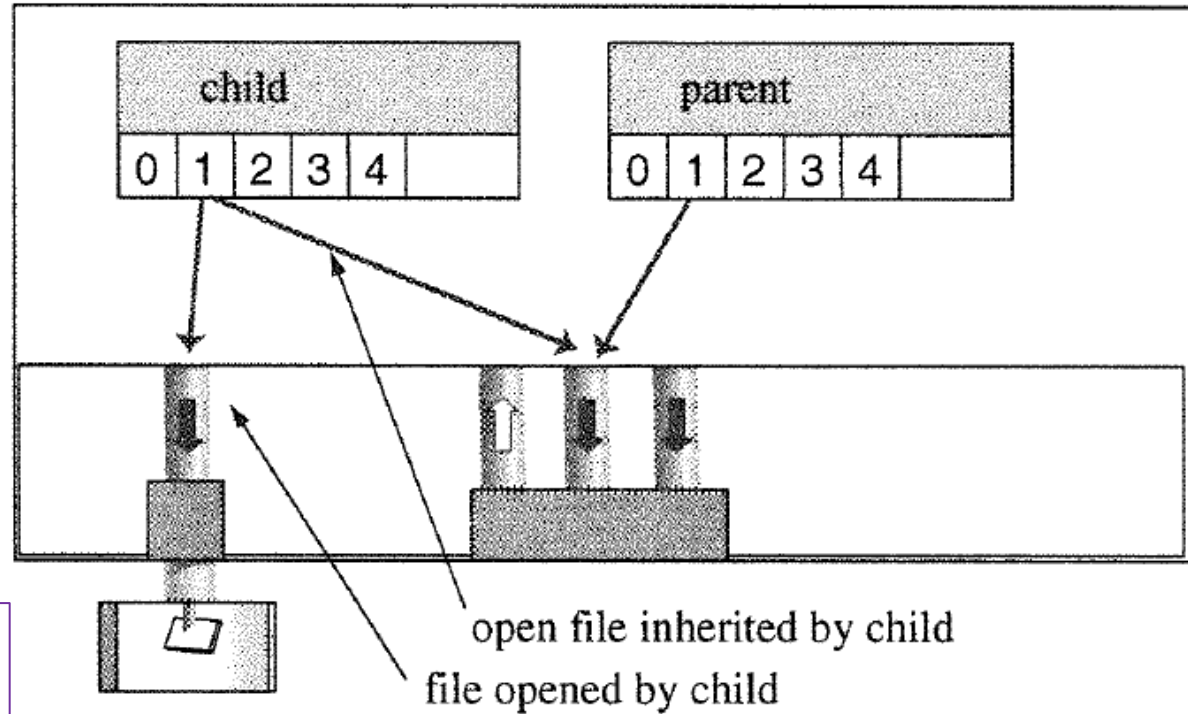 child
parent
0 1 2 3 4
0 1 2 3 4
open file inherited by child
file opened by child